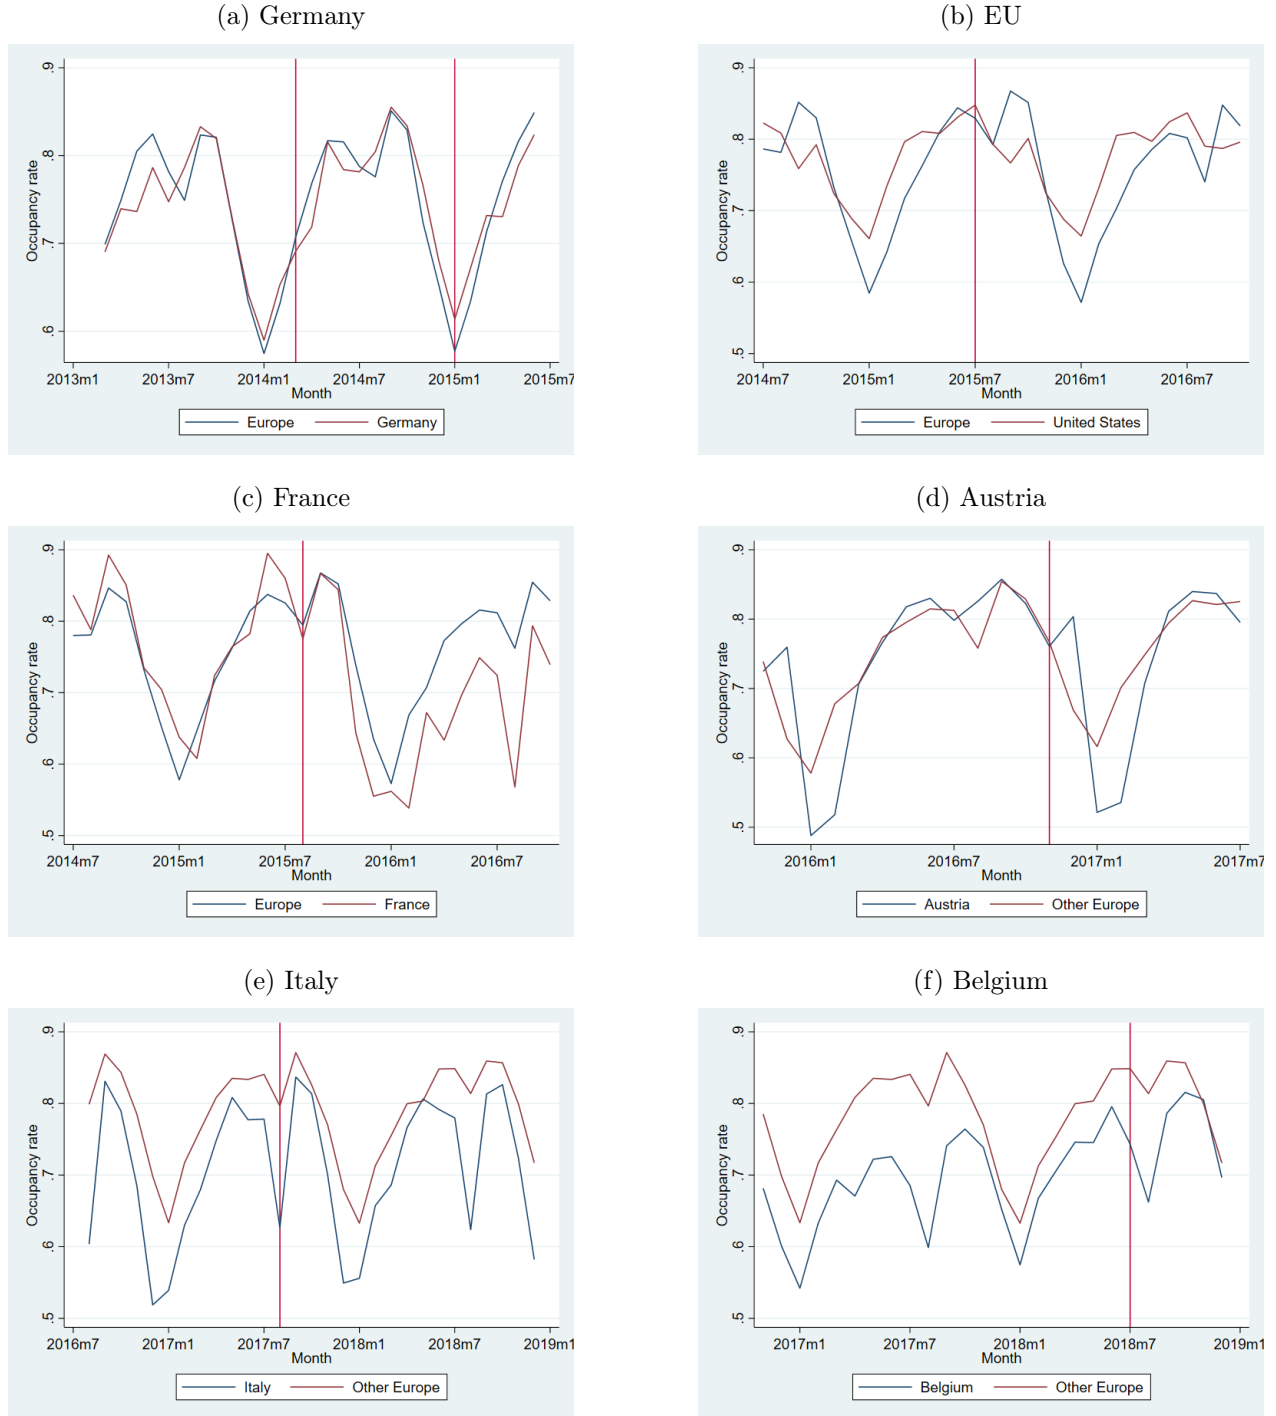 (a) Germany
Occupancy rate
.9
.8
.7
.6
2013m1 2013m7 2014m1 2014m7 2015m1 2015m7
Month
Europe Germany
(b) EU
Occupancy rate
.9
.8
.7
.6
.5
2014m7 2015m1 2015m7 2016m1 2016m7
Month
Europe United States
(c) France
Occupancy rate
.9
.8
.7
.6
.5
2014m7 2015m1 2015m7 2016m1 2016m7
Month
Europe France
(d) Austria
Occupancy rate
.9
.8
.7
.6
.5
2016m1 2016m7 2017m1 2017m7
Month
Austria Other Europe
(e) Italy
Occupancy rate
.9
.8
.7
.6
.5
2016m7 2017m1 2017m7 2018m1 2018m7 2019m1
Month
Italy Other Europe
(f) Belgium
Occupancy rate
.9
.8
.7
.6
.5
2017m1 2017m7 2018m1 2018m7 2019m1
Month
Belgium Other Europe